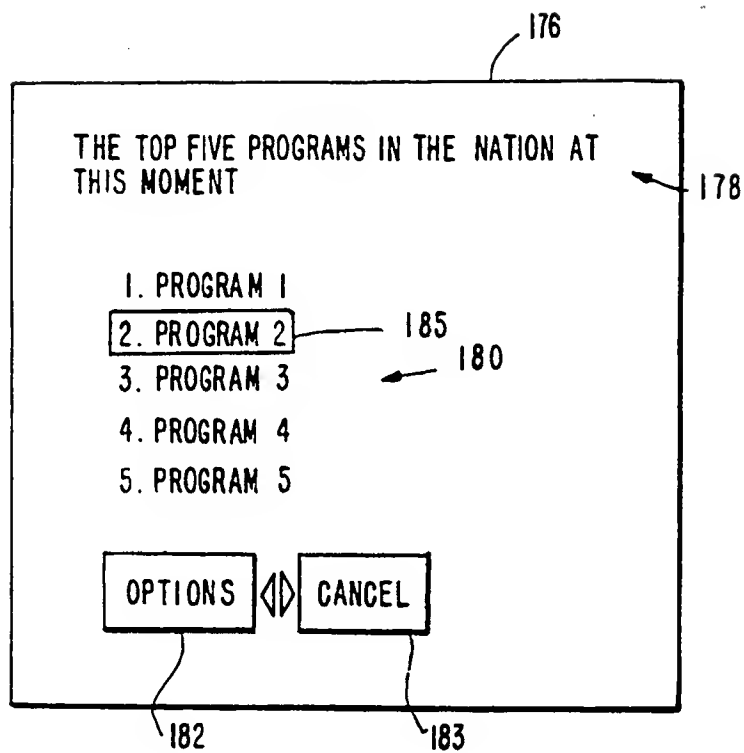 176
THE TOP FIVE PROGRAMS IN THE NATION AT
THIS MOMENT
178
1. PROGRAM 1
2. PROGRAM 2
185
180
3. PROGRAM 3
4. PROGRAM 4
5. PROGRAM 5
OPTIONS
CANCEL
182
183